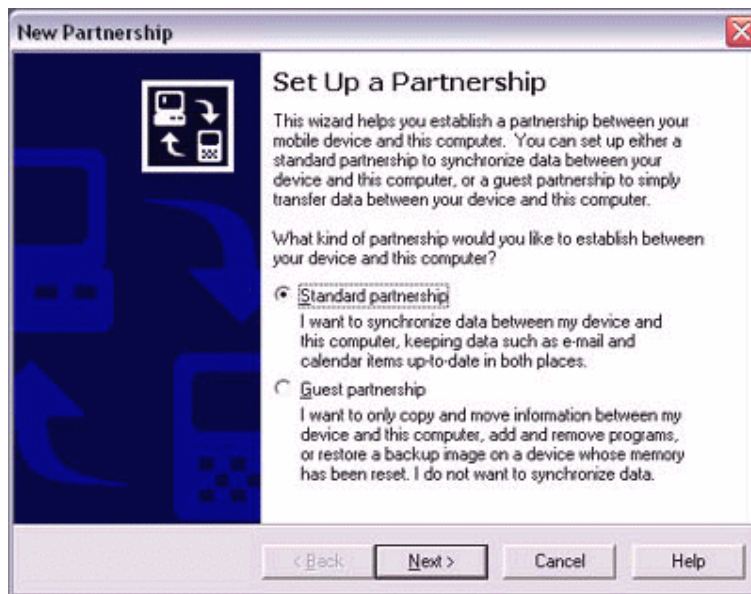 New Partnership
Set Up a Partnership
This wizard helps you establish a partnership between your
mobile device and this computer. You can set up either a
standard partnership to synchronize data between your
device and this computer, or a guest partnership to simply
transfer data between your device and this computer.
What kind of partnership would you like to establish between
your device and this computer?
Standard partnership
I want to synchronize data between my device and
this computer, keeping data such as e-mail and
calendar items up-to-date in both places.
Guest partnership
I want to only copy and move information between my
device and this computer, add and remove programs,
or restore a backup image on a device whose memory
has been reset. I do not want to synchronize data.
< Back Next > Cancel Help